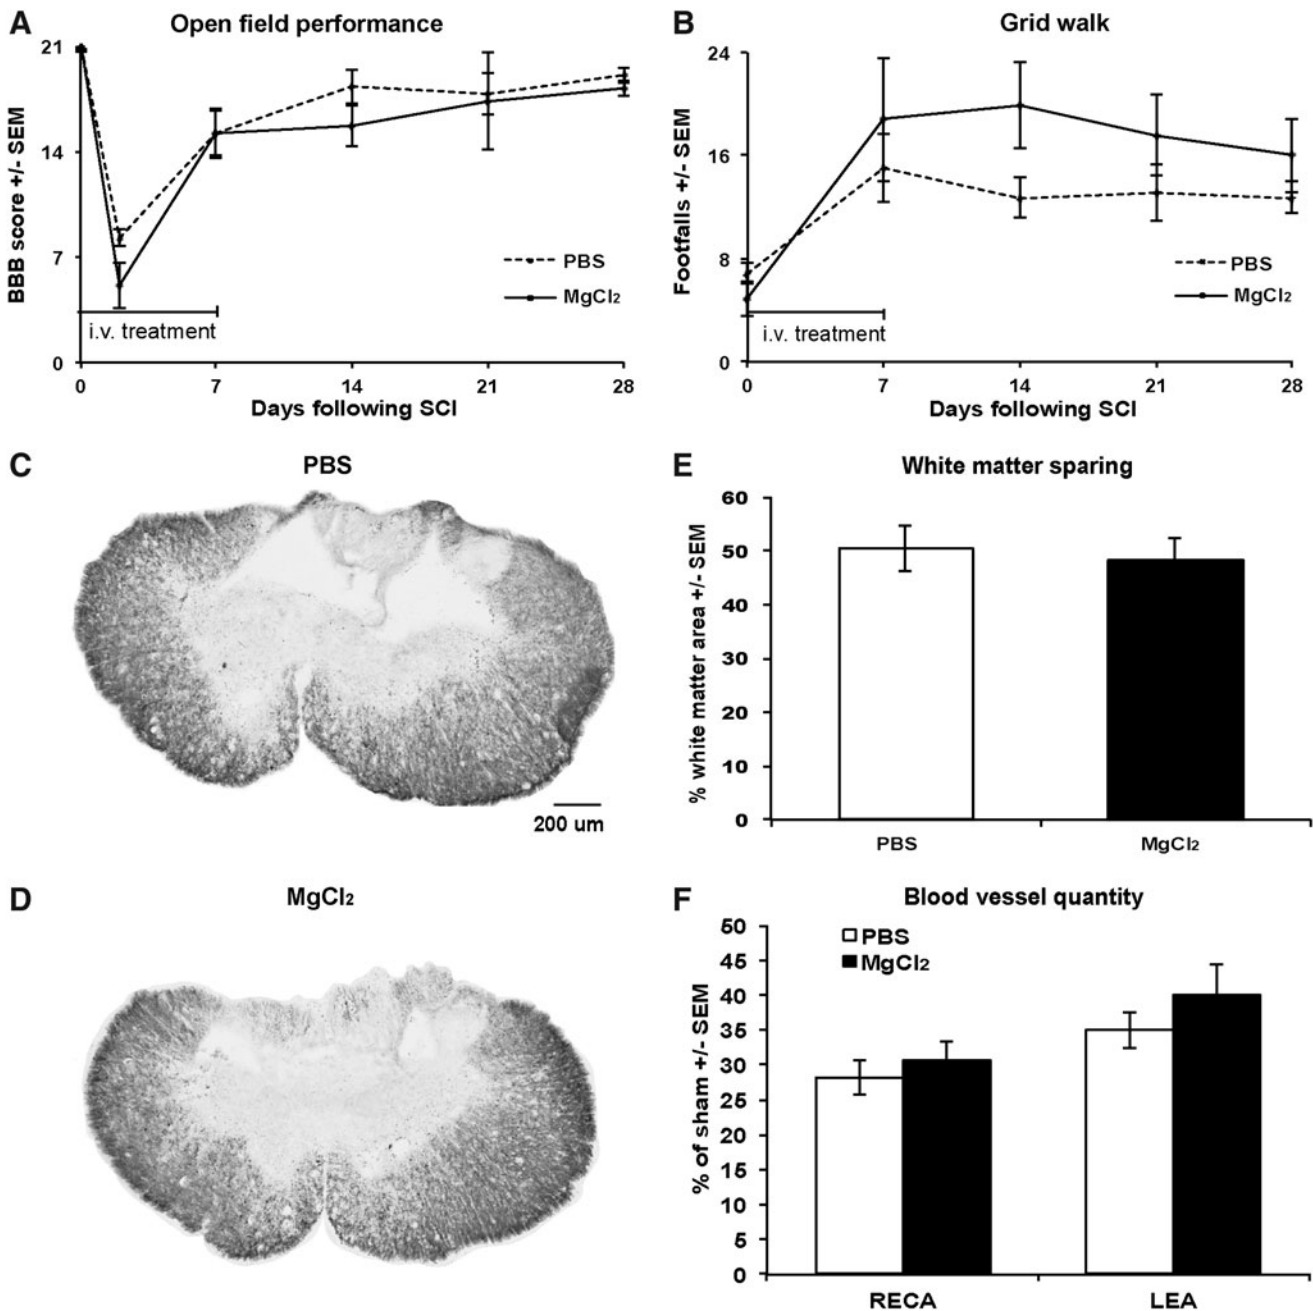 A
Open field performance
BBB score +/- SEM
21
14
7
0
PBS
MgCl₂
i.v. treatment
0 7 14 21 28
Days following SCI
B
Grid walk
Footfalls +/- SEM
24
16
8
0
PBS
MgCl₂
i.v. treatment
0 7 14 21 28
Days following SCI
C
PBS
200 um
D
MgCl₂
E
White matter sparing
% white matter area +/- SEM
60
50
40
30
20
10
0
PBS MgCl₂
F
Blood vessel quantity
% of sham +/- SEM
50
45
40
35
30
25
20
15
10
5
0
PBS
MgCl₂
RECA LEA